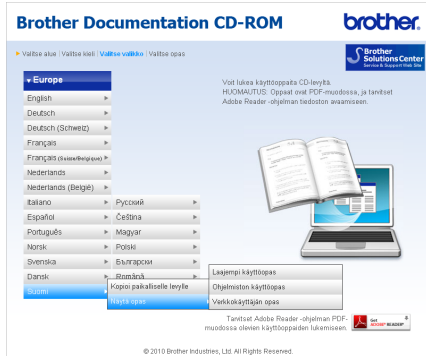 Brother Documentation CD-ROM
brother.
Valitse alue | Valitse kieli | Valitse valikko | Valitse opas
Brother
Solutions Center
Service & Support Web Site
Europe
Voit lukea käyttöoppaita CD-levyltä.
HUOMAUTUS: Oppaat ovat PDF-muodossa, ja tarvitset
Adobe Reader -ohjelman tiedoston avaamiseen.
English
Deutsch
Deutsch (Schweiz)
Français
Français (Suisse/Belgique)
Nederlands
Nederlands (België)
Italiano
Русский
Español
Čeština
Português
Magyar
Norsk
Polski
Svenska
Български
Dansk
Română
Suomi
Kopioi paikalliselle levylle
Näytä opas
Laajempi käyttöopas
Ohjelmiston käyttöopas
Verkkokäyttäjän opas
Tarvitset Adobe Reader -ohjelman PDF-
muodossa olevien käyttöoppaiden lukemiseen.
Get
ADOBE® READER®
© 2010 Brother Industries, Ltd. All Rights Reserved.